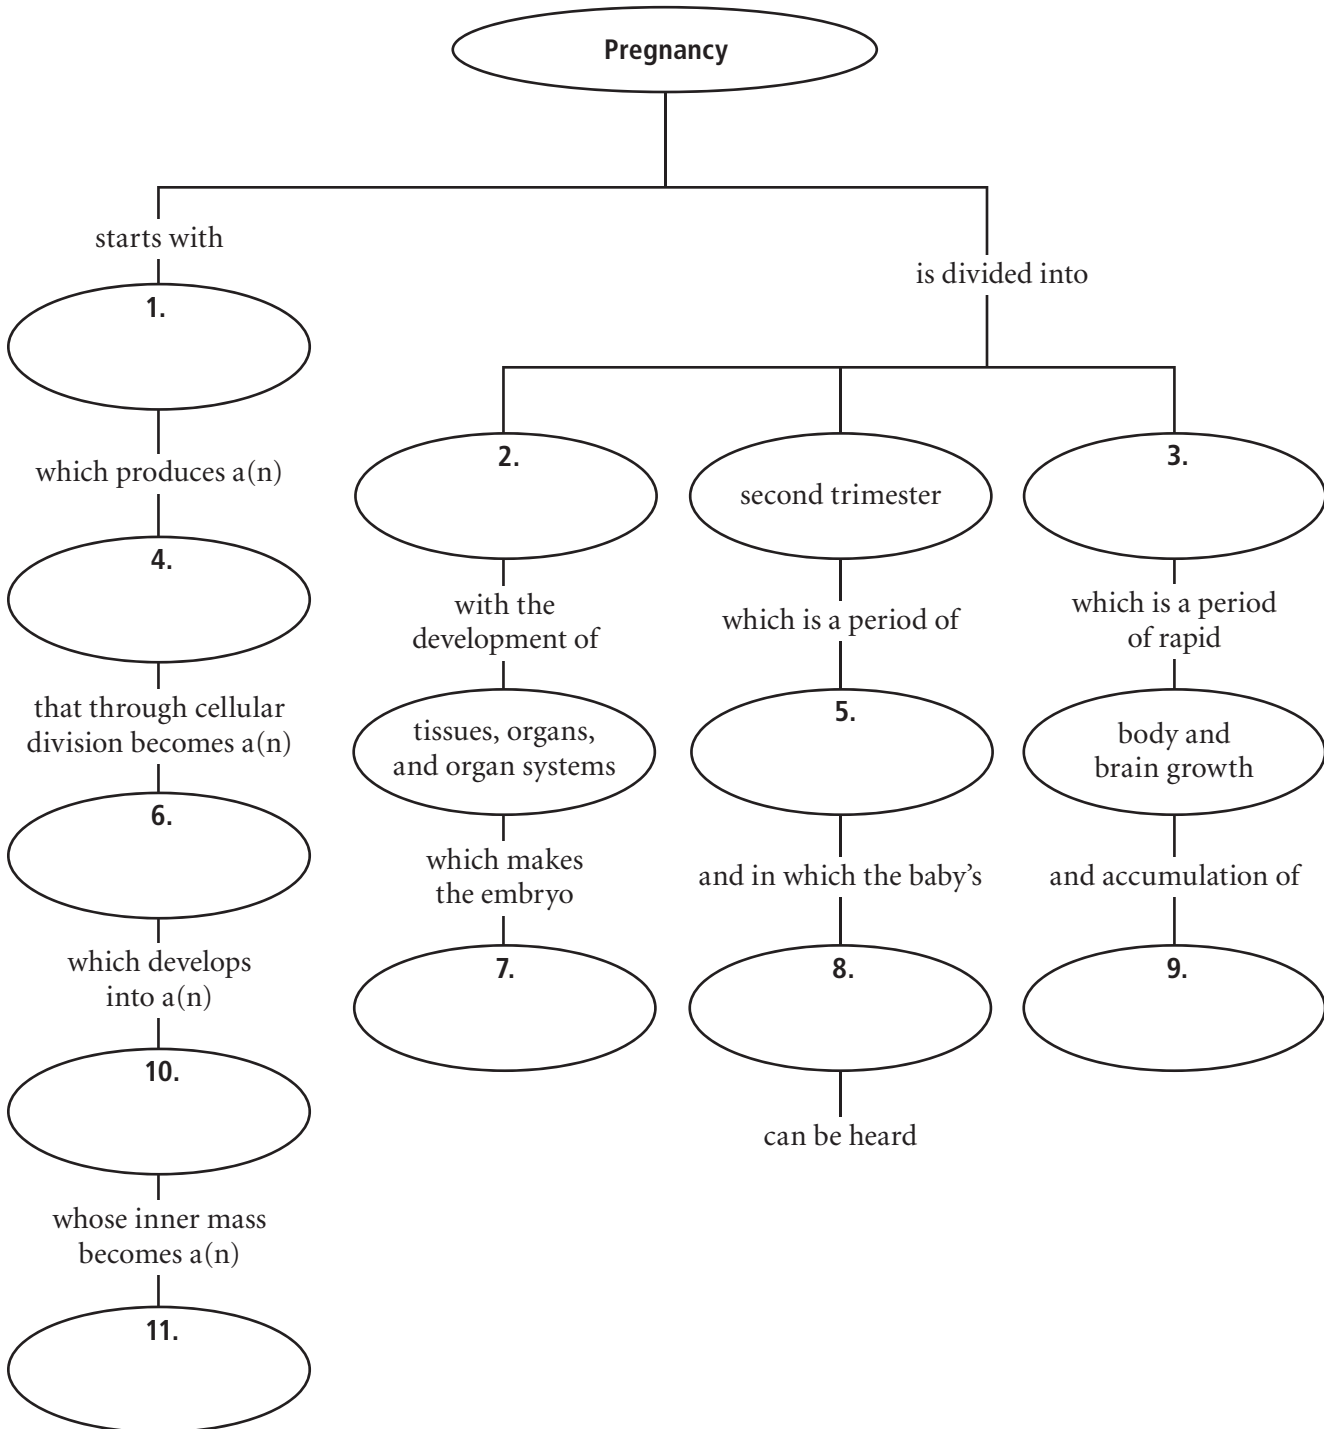 Pregnancy
starts with
is divided into
1.
which produces a(n)
2.
second trimester
3.
4.
with the
development of
which is a period of
which is a period
of rapid
that through cellular
division becomes a(n)
tissues, organs,
and organ systems
5.
body and
brain growth
6.
which makes
the embryo
and in which the baby’s
and accumulation of
which develops
into a(n)
7.
8.
9.
10.
can be heard
whose inner mass
becomes a(n)
11.